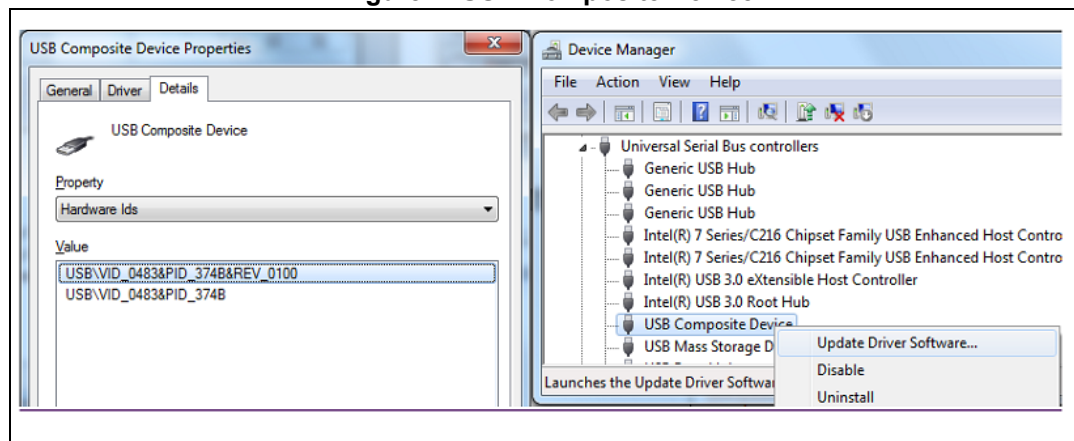 USB Composite Device Properties
General Driver Details
USB Composite Device
Property
Hardware Ids
Value
USB\VID_0483&PID_374B&REV_0100
USB\VID_0483&PID_374B
Device Manager
File Action View Help
Universal Serial Bus controllers
Generic USB Hub
Generic USB Hub
Generic USB Hub
Intel(R) 7 Series/C216 Chipset Family USB Enhanced Host Contro
Intel(R) 7 Series/C216 Chipset Family USB Enhanced Host Contro
Intel(R) USB 3.0 eXtensible Host Controller
Intel(R) USB 3.0 Root Hub
USB Composite Device
USB Mass Storage D
Launches the Update Driver Softwa
Update Driver Software...
Disable
Uninstall